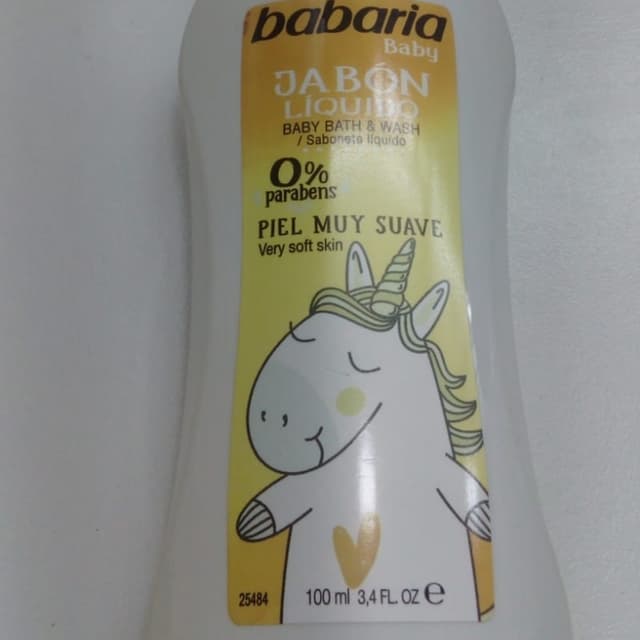 babaria
Baby
JABÓN
LÍQUIDO
BABY BATH & WASH
/ Sabonete líquido
0%
parabens
PIEL MUY SUAVE
Very soft skin
25484 100 ml 3,4 FL. OZ e